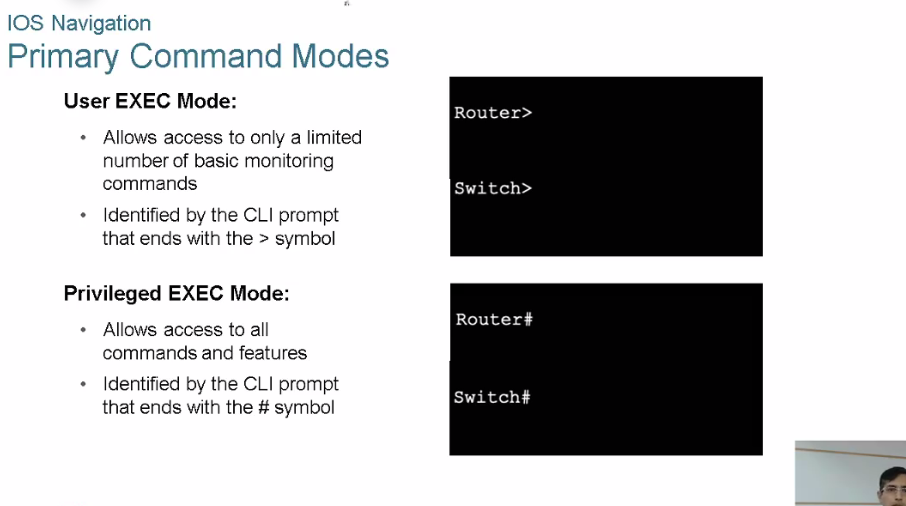 IOS Navigation
Primary Command Modes
User EXEC Mode:
• Allows access to only a limited
number of basic monitoring
commands
• Identified by the CLI prompt
that ends with the > symbol
Router>
Switch>
Privileged EXEC Mode:
• Allows access to all
commands and features
• Identified by the CLI prompt
that ends with the # symbol
Router#
Switch#